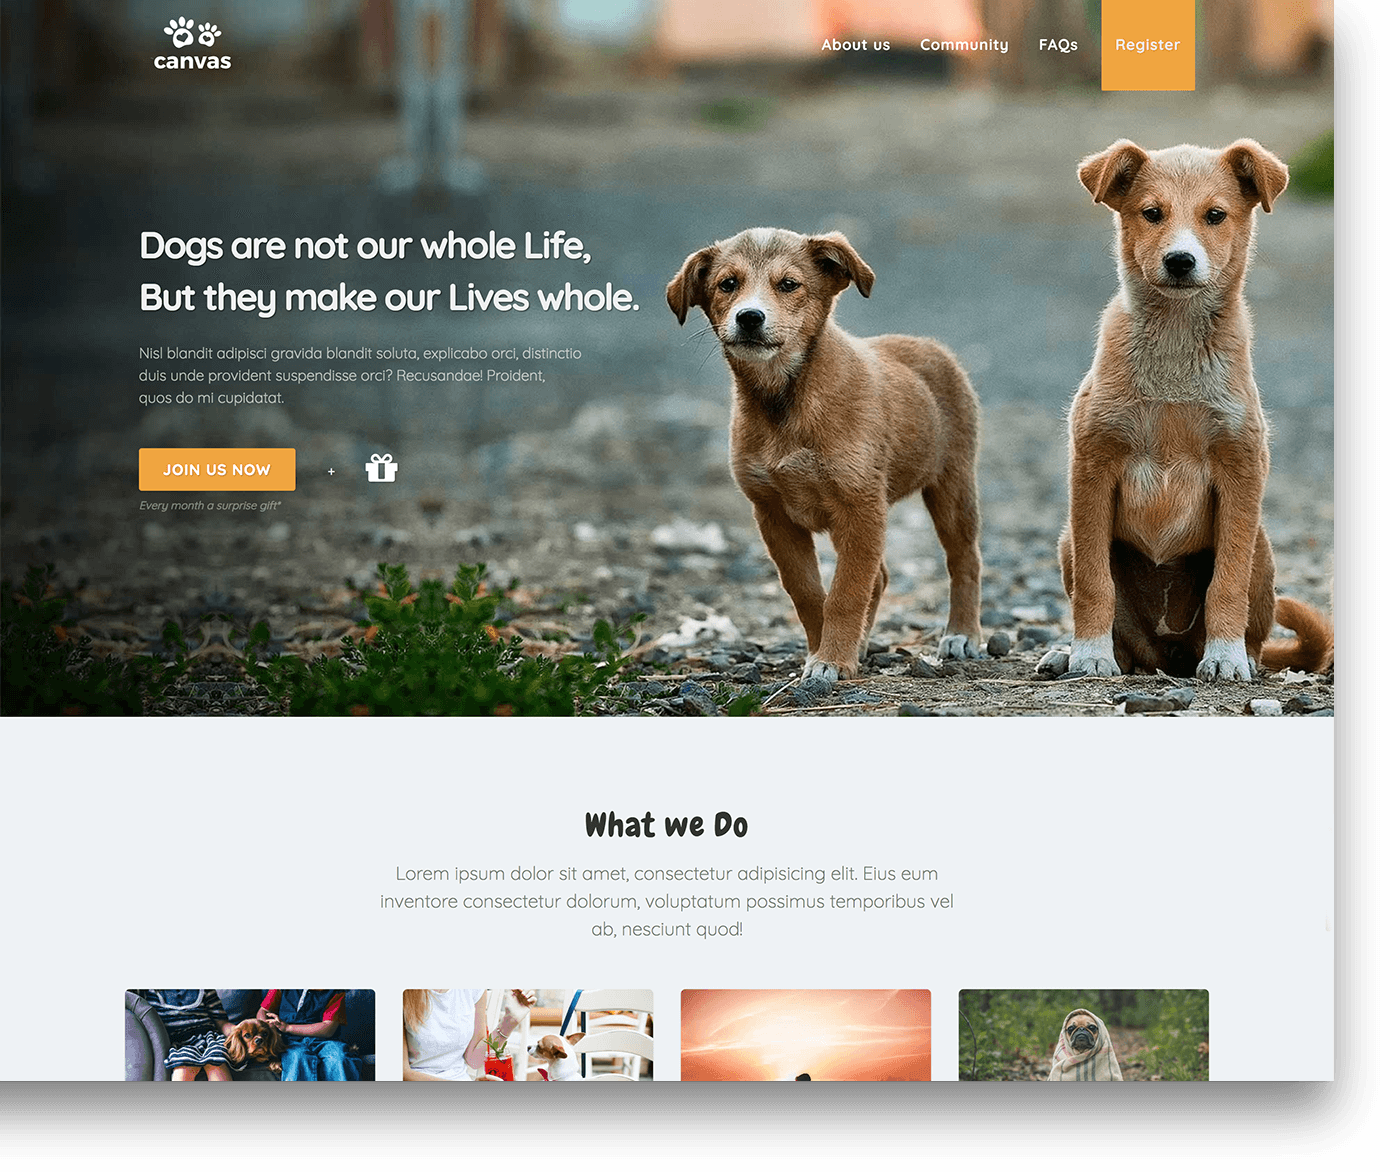 canvas
About us
Community
FAQs
Register
Dogs are not our whole Life,
But they make our Lives whole.
Nisl blandit adipisci gravida blandit soluta, explicabo orci, distinctio
duis unde provident suspendisse orci? Recusandae! Proident,
quos do mi cupidatat.
JOIN US NOW
+
Every month a surprise gift*
What we Do
Lorem ipsum dolor sit amet, consectetur adipisicing elit. Eius eum
inventore consectetur dolorum, voluptatum possimus temporibus vel
ab, nesciunt quod!